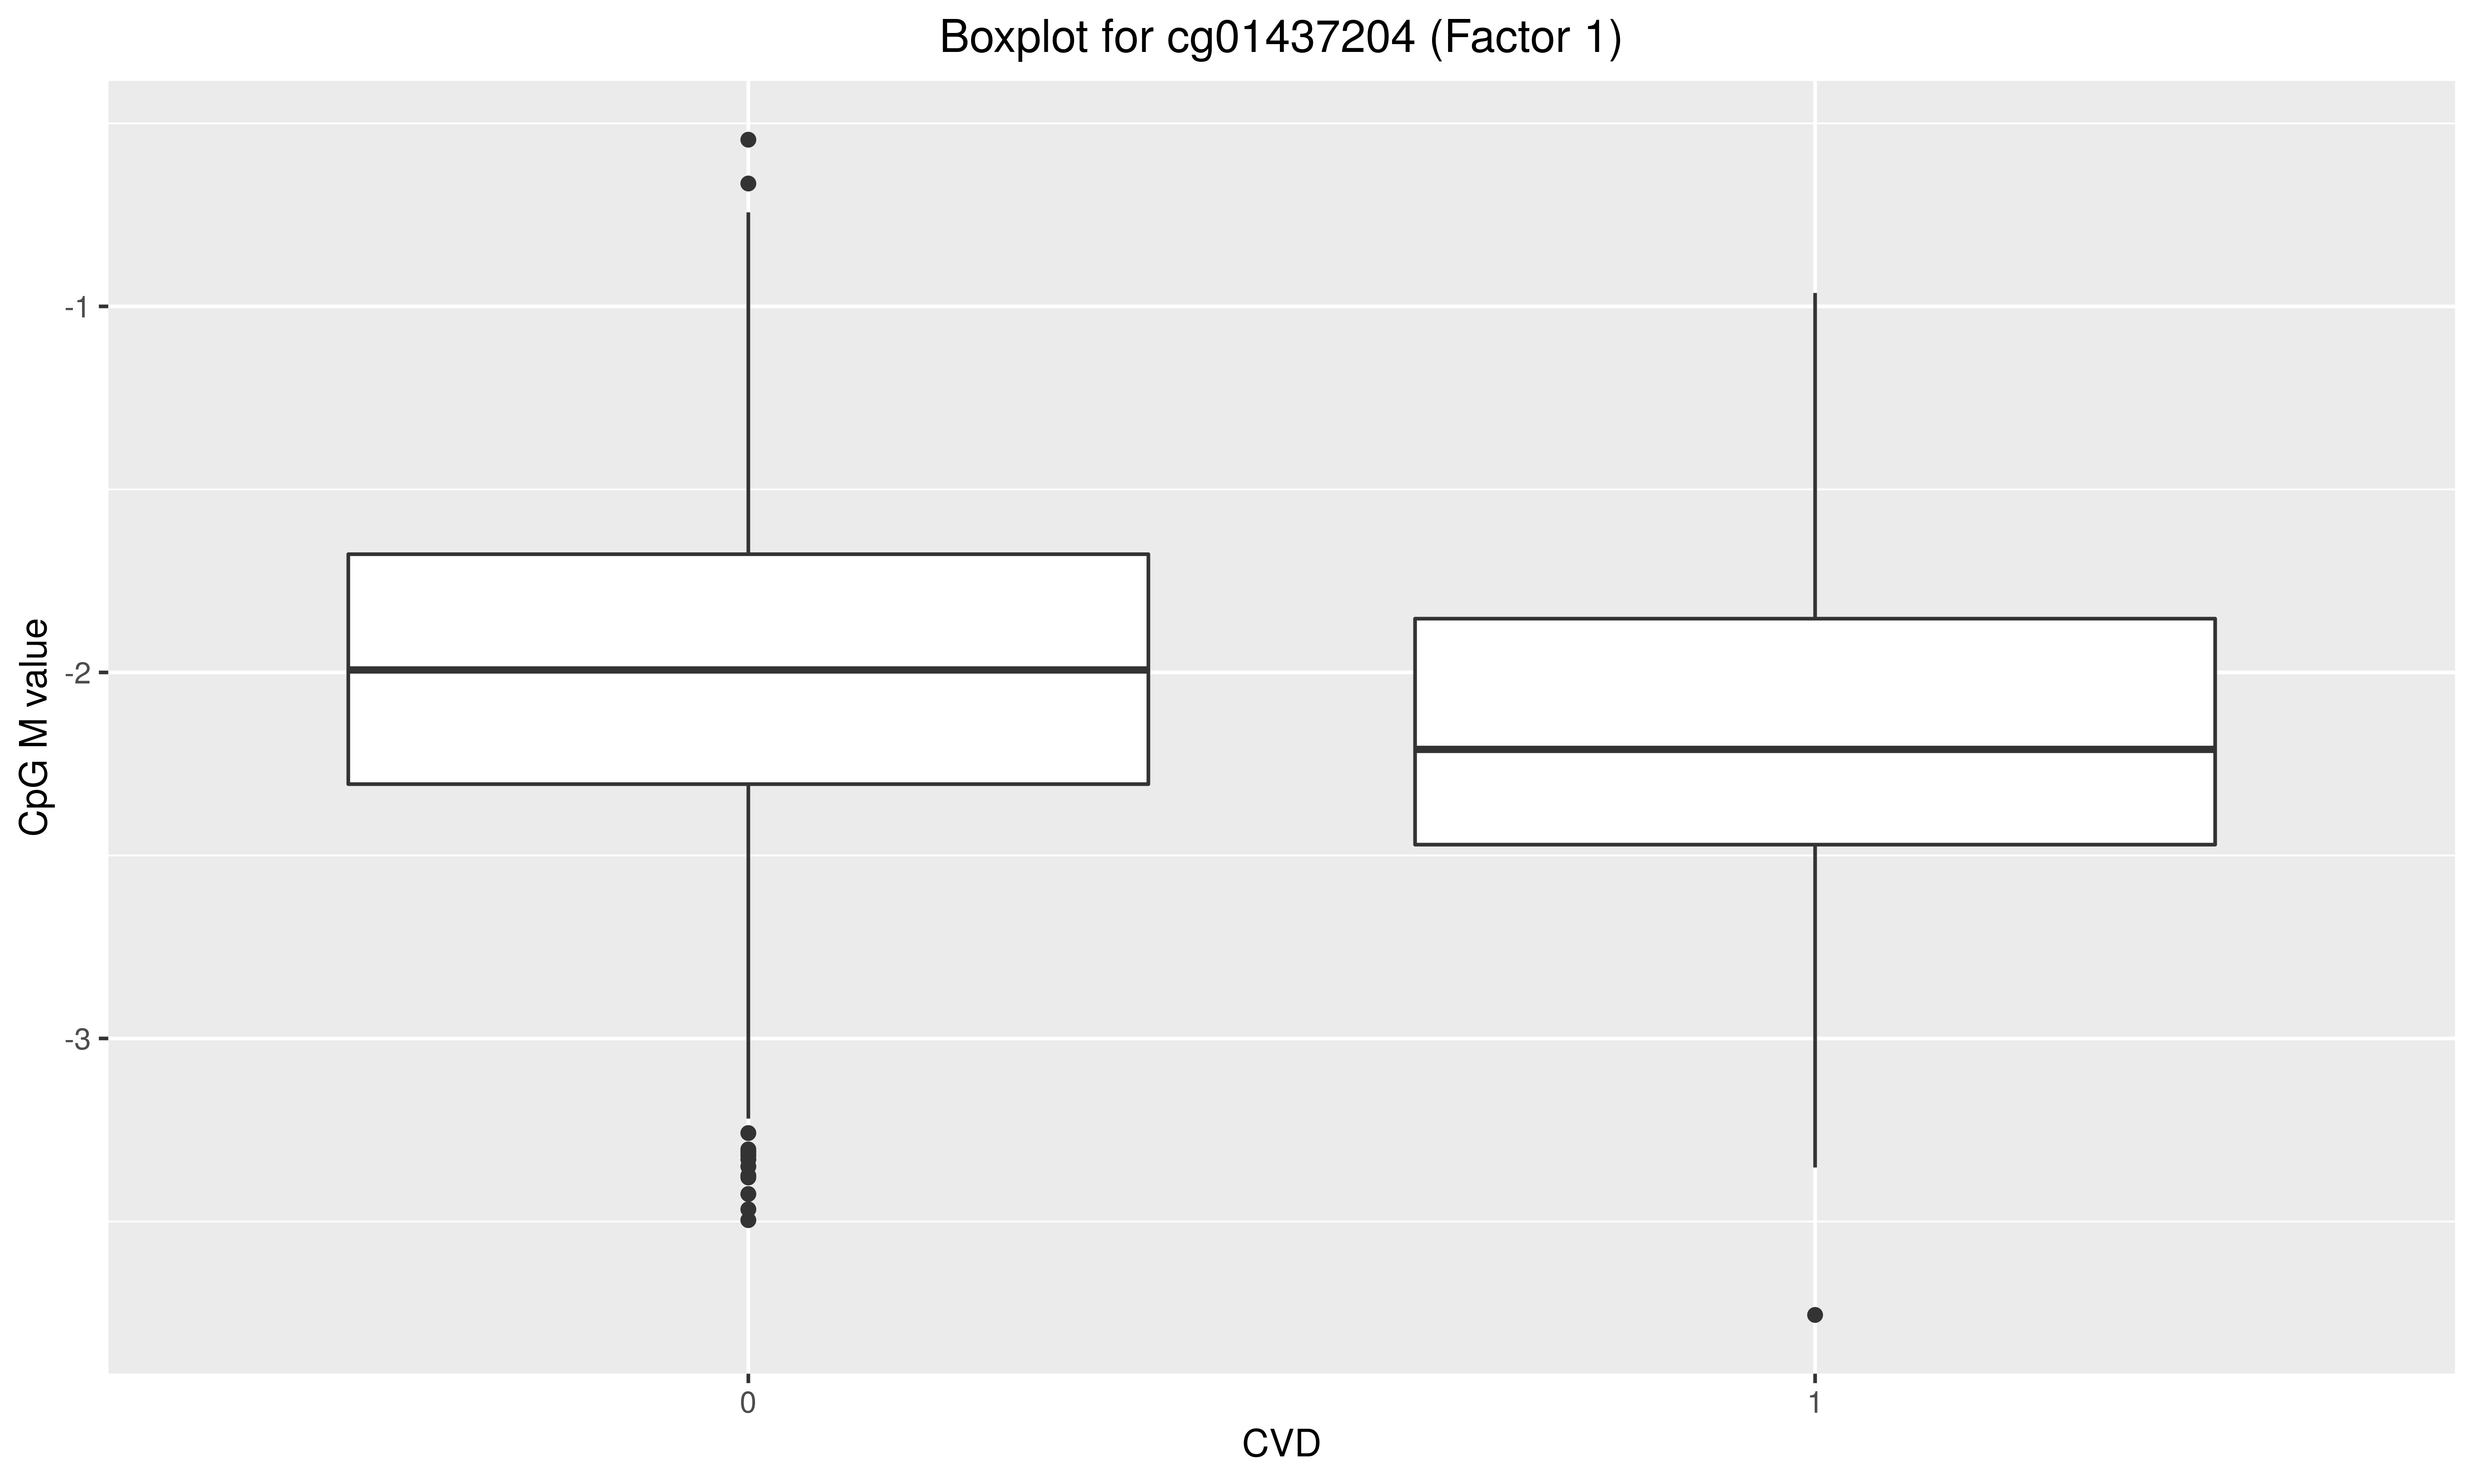 Boxplot for cg01437204 (Factor 1)
CpG M value
-1
-2
-3
0
1
CVD